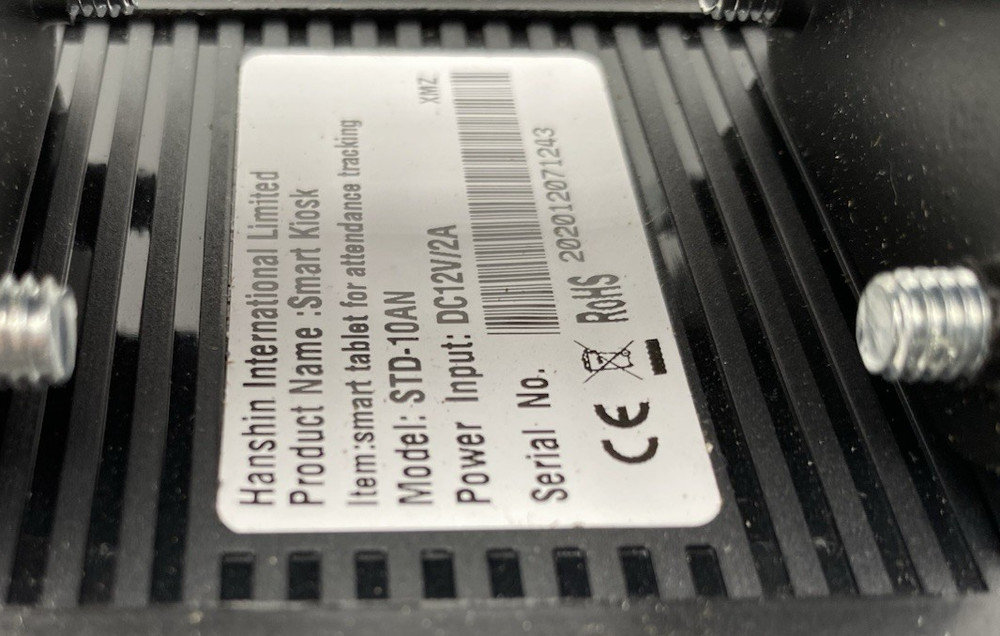 Hanshin International Limited
Product Name :Smart Kiosk
Item:smart tablet for attendance tracking
Model: STD-10AN
Power Input: DC12V/2A
XMZ
Serial No.
202012071243
CE RoHS